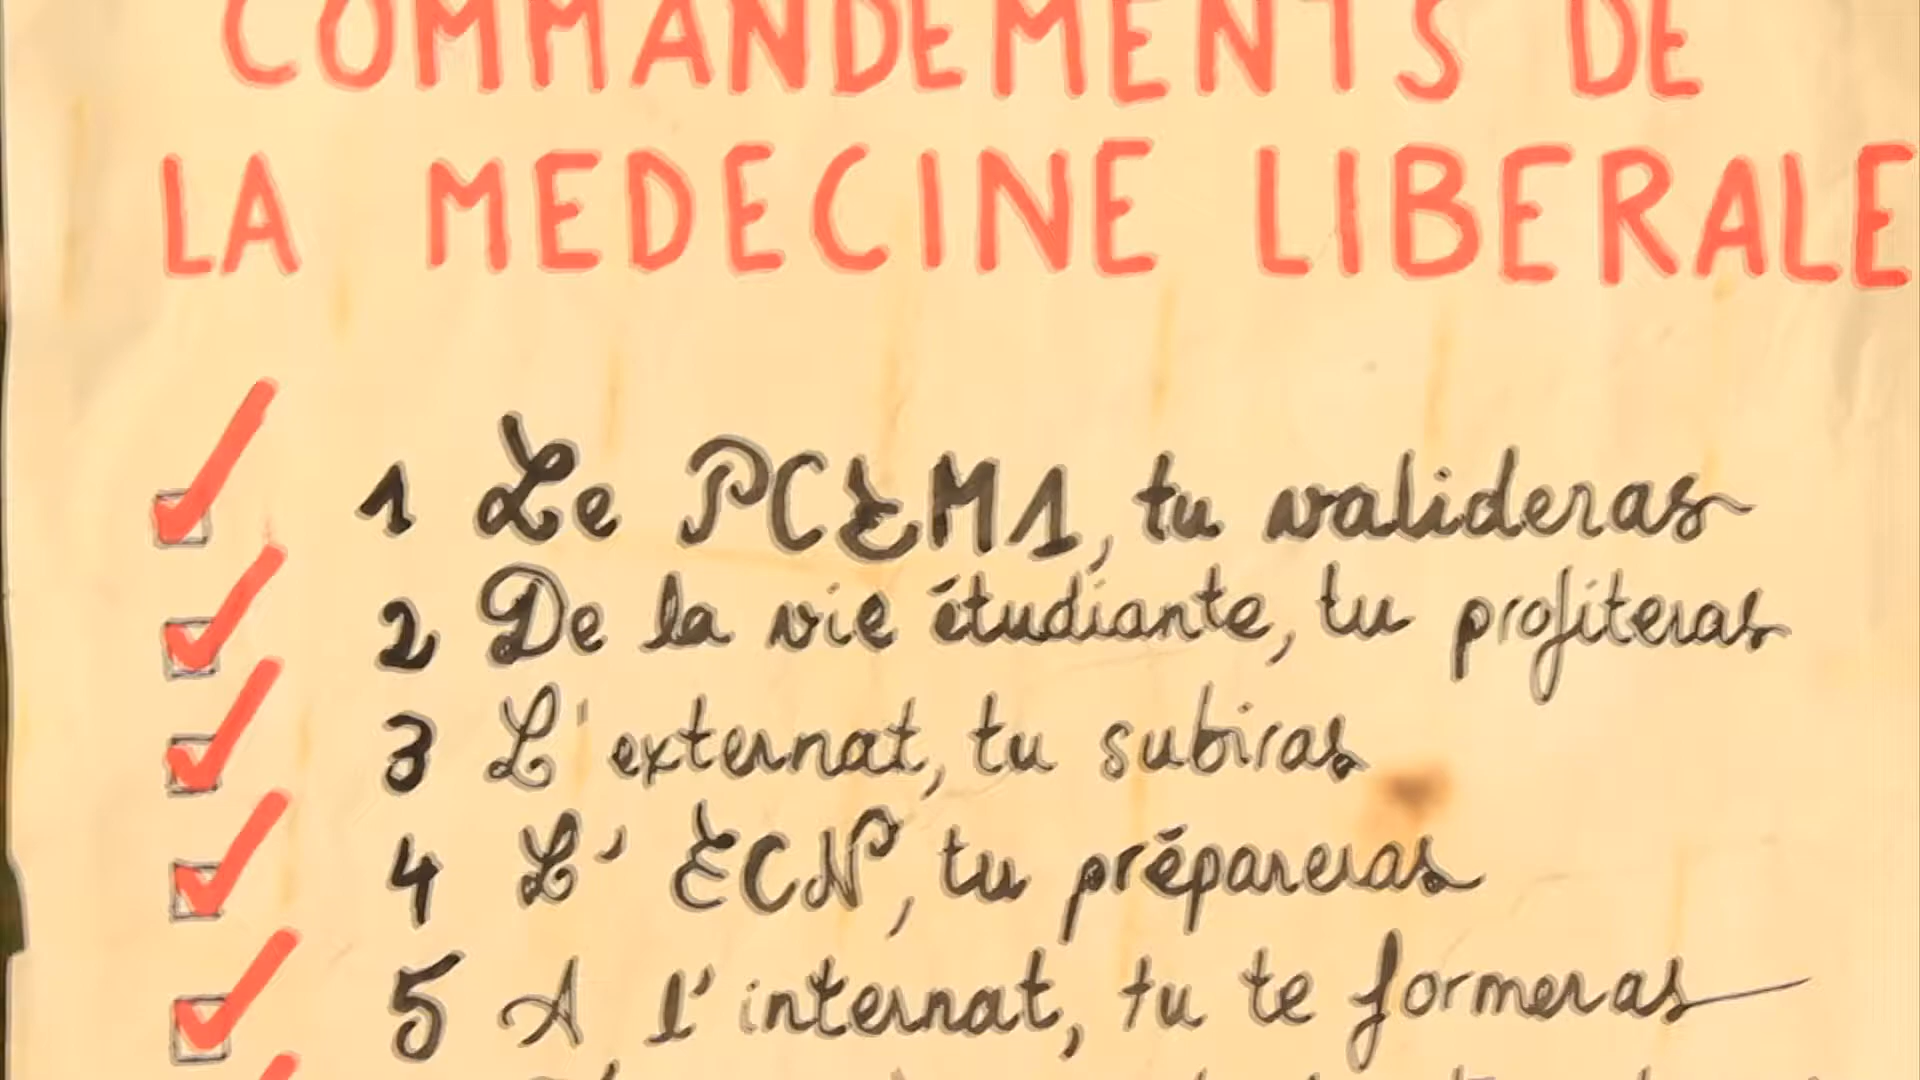 COMMANDEMENTS DE
LA MEDECINE LIBERALE
1 Le PCEM1, tu valideras
2 De la vie étudiante, tu profiteras
3 L'externat, tu subiras
4 L'ECN, tu prépareras
5 A l'internat, tu te formeras